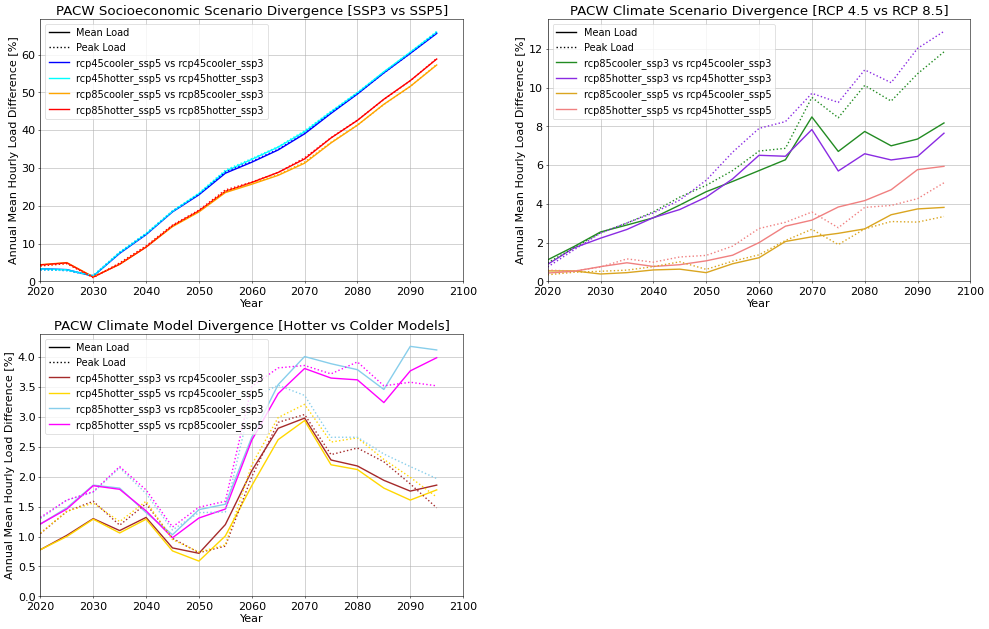 PACW Socioeconomic Scenario Divergence [SSP3 vs SSP5]
Annual Mean Hourly Load Difference [%]
60
50
40
30
20
10
0
Mean Load
Peak Load
rcp45cooler_ssp5 vs rcp45cooler_ssp3
rcp45hotter_ssp5 vs rcp45hotter_ssp3
rcp85cooler_ssp5 vs rcp85cooler_ssp3
rcp85hotter_ssp5 vs rcp85hotter_ssp3
2020 2030 2040 2050 2060 2070 2080 2090 2100
Year
PACW Climate Scenario Divergence [RCP 4.5 vs RCP 8.5]
Annual Mean Hourly Load Difference [%]
12
10
8
6
4
2
0
Mean Load
Peak Load
rcp85cooler_ssp3 vs rcp45cooler_ssp3
rcp85hotter_ssp3 vs rcp45hotter_ssp3
rcp85cooler_ssp5 vs rcp45cooler_ssp5
rcp85hotter_ssp5 vs rcp45hotter_ssp5
2020 2030 2040 2050 2060 2070 2080 2090 2100
Year
PACW Climate Model Divergence [Hotter vs Colder Models]
Annual Mean Hourly Load Difference [%]
4.0
3.5
3.0
2.5
2.0
1.5
1.0
0.5
0.0
Mean Load
Peak Load
rcp45hotter_ssp3 vs rcp45cooler_ssp3
rcp45hotter_ssp5 vs rcp45cooler_ssp5
rcp85hotter_ssp3 vs rcp85cooler_ssp3
rcp85hotter_ssp5 vs rcp85cooler_ssp5
2020 2030 2040 2050 2060 2070 2080 2090 2100
Year